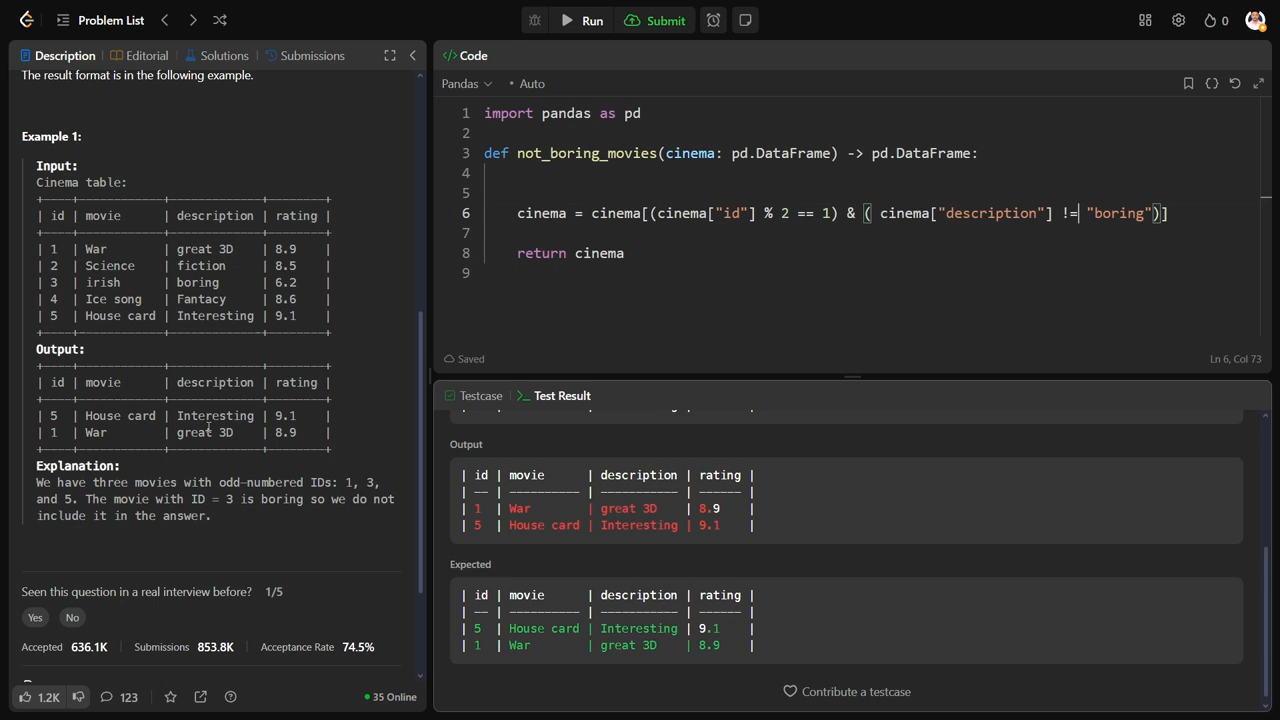 Problem List
Run
Submit
0
Description
Editorial
Solutions
Submissions
The result format is in the following example.
Example 1:
Input:
Cinema table:
+----+------------+-------------+--------+
| id | movie      | description | rating |
+----+------------+-------------+--------+
| 1  | War        | great 3D    | 8.9    |
| 2  | Science    | fiction     | 8.5    |
| 3  | irish      | boring      | 6.2    |
| 4  | Ice song   | Fantacy     | 8.6    |
| 5  | House card | Interesting | 9.1    |
+----+------------+-------------+--------+
Output:
+----+------------+-------------+--------+
| id | movie      | description | rating |
+----+------------+-------------+--------+
| 5  | House card | Interesting | 9.1    |
| 1  | War        | great 3D    | 8.9    |
+----+------------+-------------+--------+
Explanation:
We have three movies with odd-numbered IDs: 1, 3,
and 5. The movie with ID = 3 is boring so we do not
include it in the answer.
Seen this question in a real interview before? 1/5
Yes
No
Accepted 636.1K
Submissions 853.8K
Acceptance Rate 74.5%
1.2K
123
35 Online
</> Code
Pandas
Auto
1 import pandas as pd
2
3 def not_boring_movies(cinema: pd.DataFrame) -> pd.DataFrame:
4
5
6     cinema = cinema[(cinema["id"] % 2 == 1) & ( cinema["description"] != "boring")]
7
8     return cinema
9
Saved
Ln 6, Col 73
Testcase
>_ Test Result
Output
| id | movie      | description | rating |
| -- | ---------- | ----------- | ------ |
| 1  | War        | great 3D    | 8.9    |
| 5  | House card | Interesting | 9.1    |
Expected
| id | movie      | description | rating |
| -- | ---------- | ----------- | ------ |
| 5  | House card | Interesting | 9.1    |
| 1  | War        | great 3D    | 8.9    |
Contribute a testcase